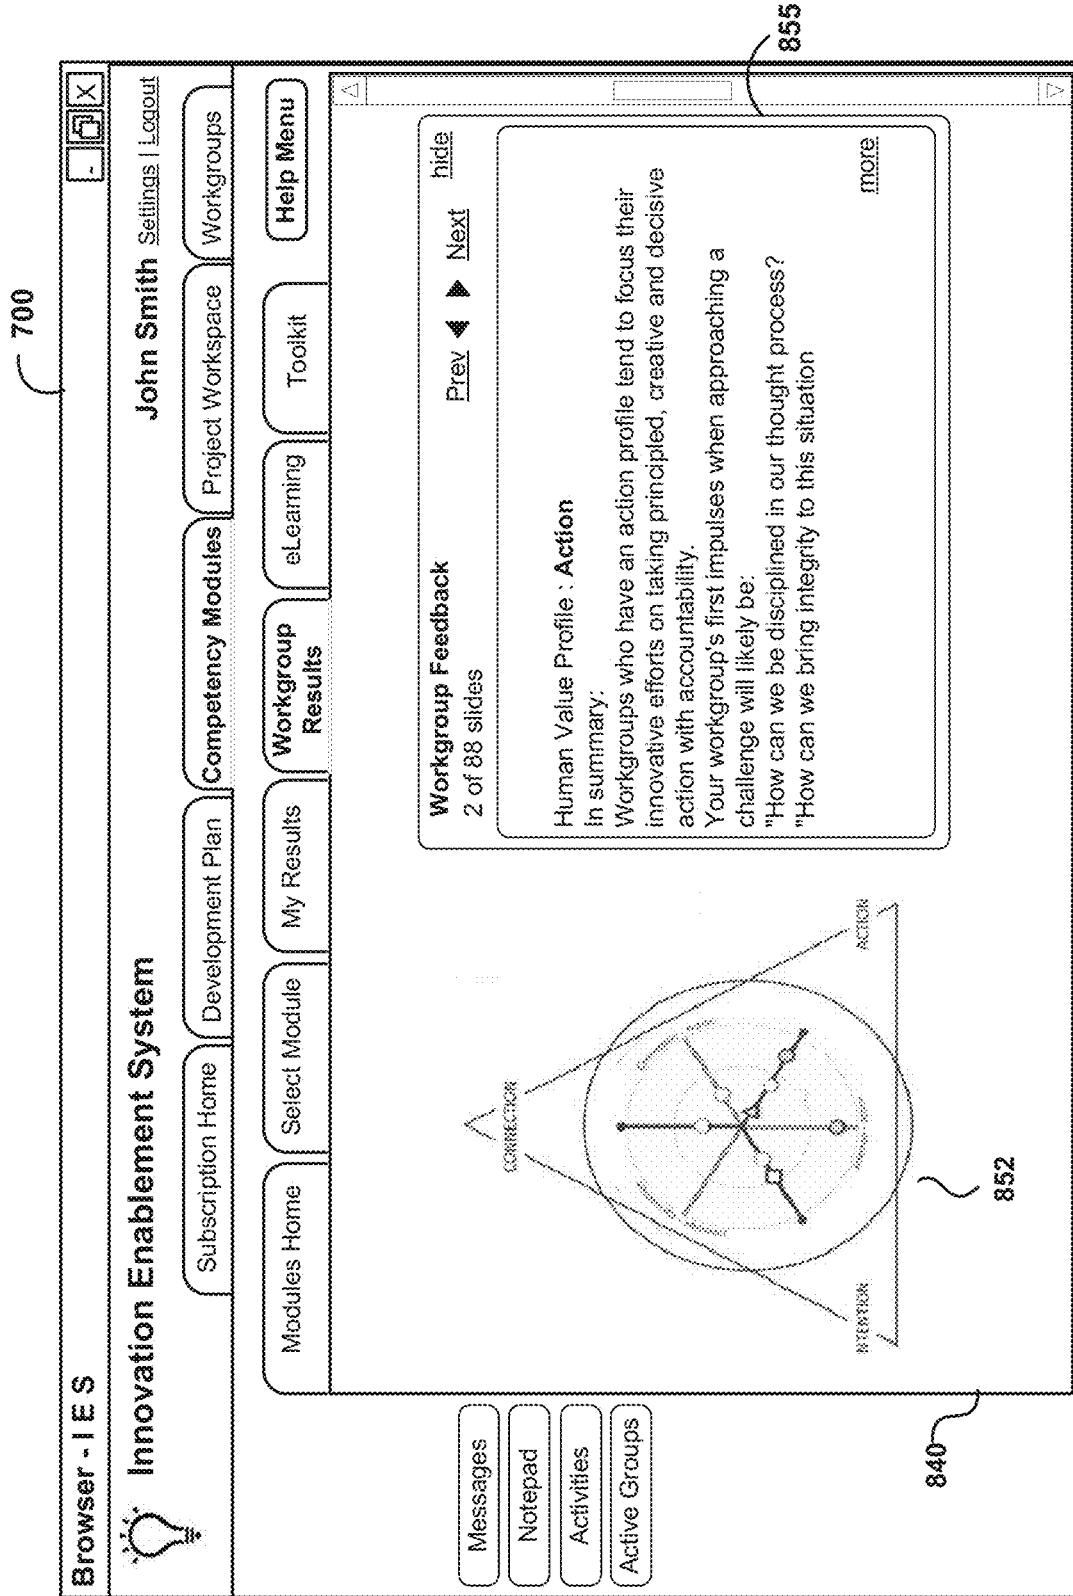 700
Browser - I E S
- X
Innovation Enablement System
John Smith Settings | Logout
Subscription Home
Development Plan
Competency Modules
Project Workspace
Workgroups
Modules Home
Select Module
My Results
Workgroup
Results
eLearning
Toolkit
Help Menu
Messages
Notepad
Activities
Active Groups
CONNECTION
INTENTION
ACTION
852
840
Workgroup Feedback
2 of 88 slides
Prev Next
hide
Human Value Profile : Action
In summary:
Workgroups who have an action profile tend to focus their
innovative efforts on taking principled, creative and decisive
action with accountability.
Your workgroup's first impulses when approaching a
challenge will likely be:
"How can we be disciplined in our thought process?
"How can we bring integrity to this situation
more
855